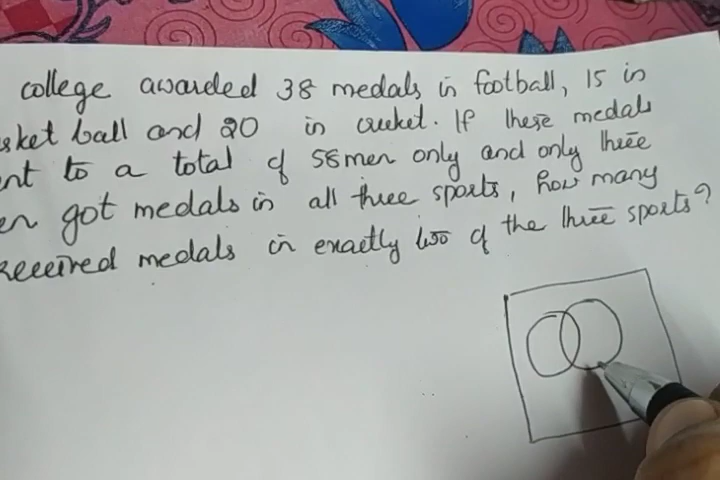 college awarded 38 medals in football, 15 in
ket ball and 20 in cricket. If these medals
nt to a total of 58 men only and only three
en got medals in all three sports, how many
received medals in exactly two of the three sports?